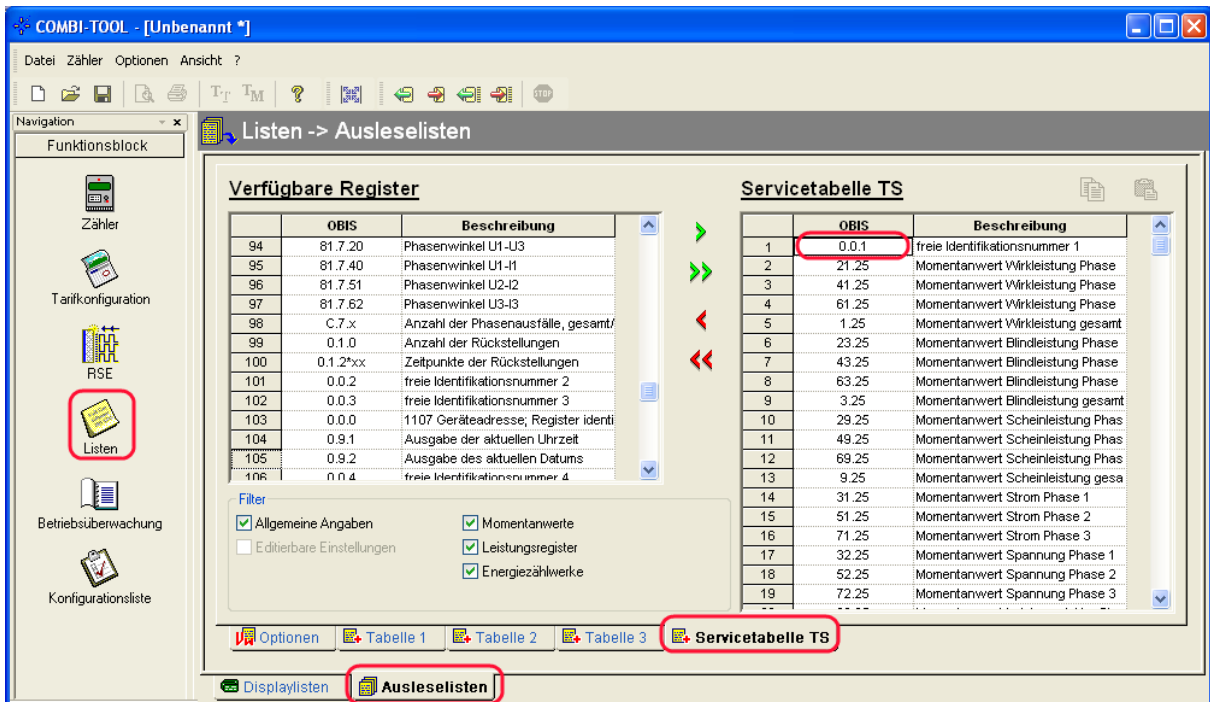 COMBI-TOOL - [Unbenannt *]
Datei Zähler Optionen Ansicht ?
Navigation
Funktionsblock
Zähler
Tarifkonfiguration
RSE
Listen
Betriebsüberwachung
Konfigurationsliste
Listen -> Ausleselisten
Verfügbare Register
OBIS Beschreibung
94 81.7.20 Phasenwinkel U1-U3
95 81.7.40 Phasenwinkel U1-I1
96 81.7.51 Phasenwinkel U2-I2
97 81.7.62 Phasenwinkel U3-I3
98 C.7.x Anzahl der Phasenausfälle, gesamt/
99 0.1.0 Anzahl der Rückstellungen
100 0.1.2*xx Zeitpunkte der Rückstellungen
101 0.0.2 freie Identifikationsnummer 2
102 0.0.3 freie Identifikationsnummer 3
103 0.0.0 1107 Geräteadresse; Register identi
104 0.9.1 Ausgabe der aktuellen Uhrzeit
105 0.9.2 Ausgabe des aktuellen Datums
106 0.0.4 freie Identifikationsnummer 4
Filter
Allgemeine Angaben
Momentanwerte
Editierbare Einstellungen
Leistungsregister
Energiezählwerke
Servicetabelle TS
OBIS Beschreibung
1 0.0.1 freie Identifikationsnummer 1
2 21.25 Momentanwert Wirkleistung Phase
3 41.25 Momentanwert Wirkleistung Phase
4 61.25 Momentanwert Wirkleistung Phase
5 1.25 Momentanwert Wirkleistung gesamt
6 23.25 Momentanwert Blindleistung Phase
7 43.25 Momentanwert Blindleistung Phase
8 63.25 Momentanwert Blindleistung Phase
9 3.25 Momentanwert Blindleistung gesamt
10 29.25 Momentanwert Scheinleistung Phas
11 49.25 Momentanwert Scheinleistung Phas
12 69.25 Momentanwert Scheinleistung Phas
13 9.25 Momentanwert Scheinleistung gesa
14 31.25 Momentanwert Strom Phase 1
15 51.25 Momentanwert Strom Phase 2
16 71.25 Momentanwert Strom Phase 3
17 32.25 Momentanwert Spannung Phase 1
18 52.25 Momentanwert Spannung Phase 2
19 72.25 Momentanwert Spannung Phase 3
Optionen Tabelle 1 Tabelle 2 Tabelle 3 Servicetabelle TS
Displaylisten Ausleselisten